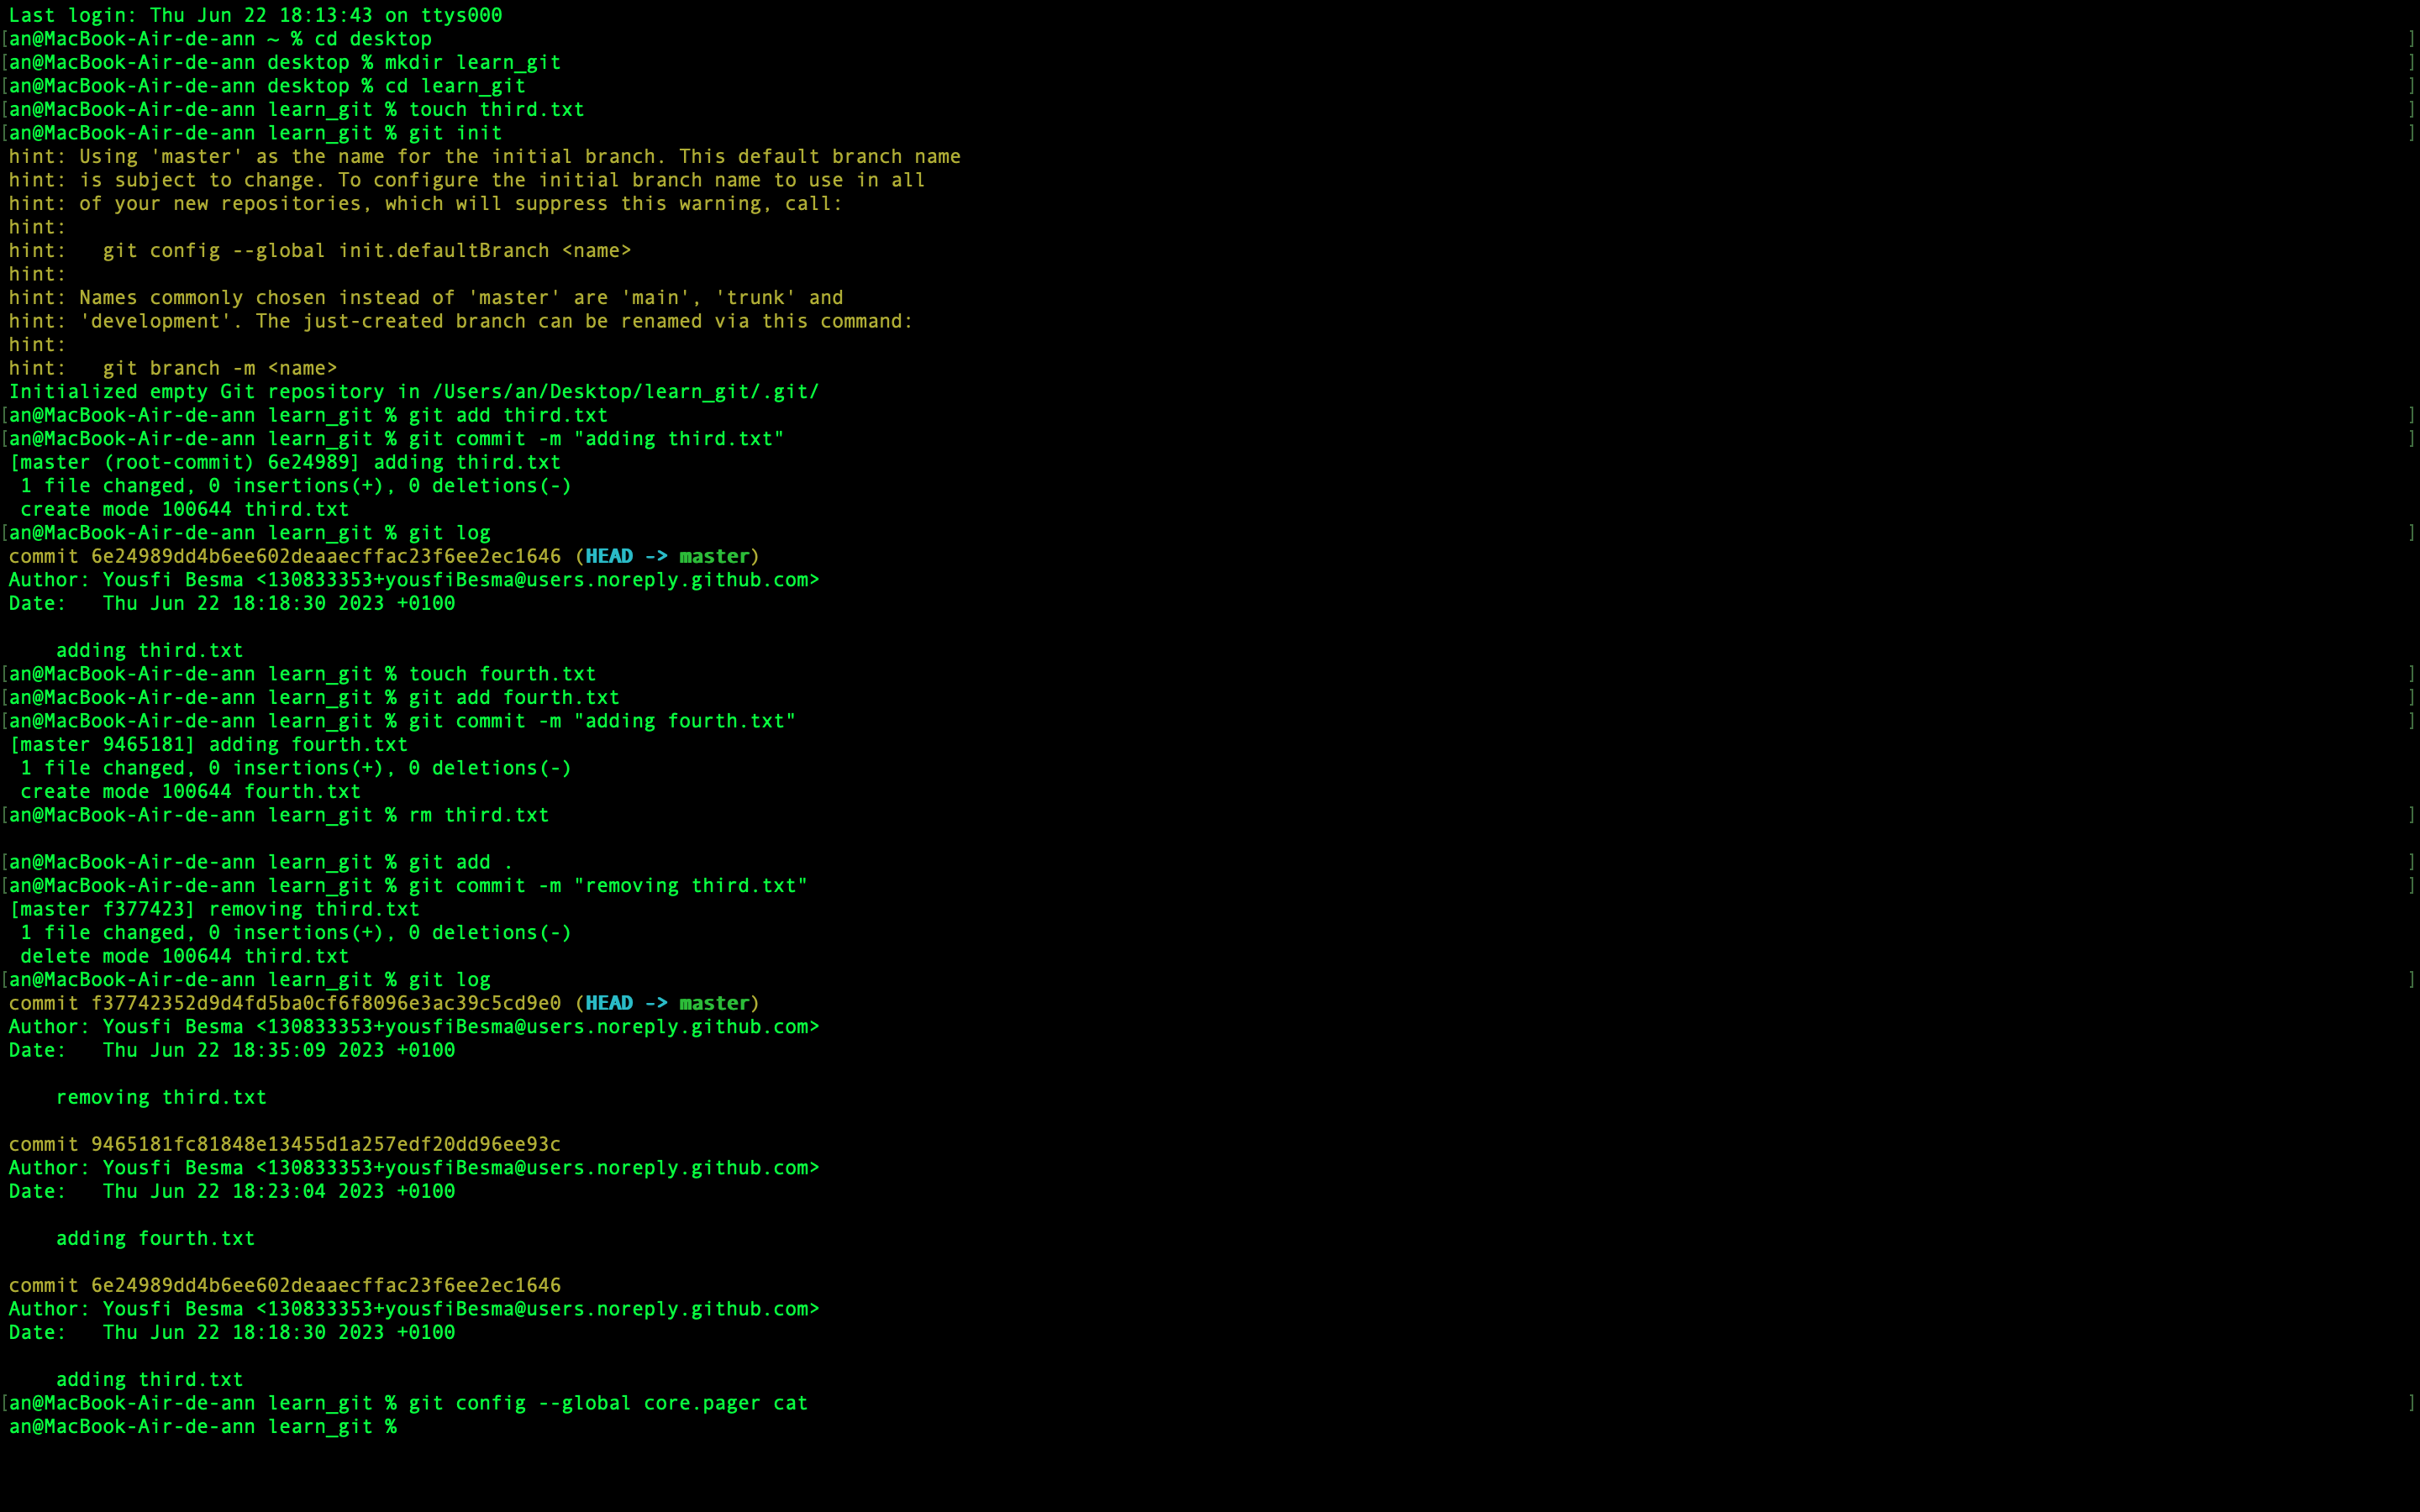 Last login: Thu Jun 22 18:13:43 on ttys000
[an@MacBook-Air-de-ann ~ % cd desktop ]
[an@MacBook-Air-de-ann desktop % mkdir learn_git ]
[an@MacBook-Air-de-ann desktop % cd learn_git ]
[an@MacBook-Air-de-ann learn_git % touch third.txt ]
[an@MacBook-Air-de-ann learn_git % git init ]
hint: Using 'master' as the name for the initial branch. This default branch name
hint: is subject to change. To configure the initial branch name to use in all
hint: of your new repositories, which will suppress this warning, call:
hint:
hint:   git config --global init.defaultBranch <name>
hint:
hint: Names commonly chosen instead of 'master' are 'main', 'trunk' and
hint: 'development'. The just-created branch can be renamed via this command:
hint:
hint:   git branch -m <name>
Initialized empty Git repository in /Users/an/Desktop/learn_git/.git/
[an@MacBook-Air-de-ann learn_git % git add third.txt ]
[an@MacBook-Air-de-ann learn_git % git commit -m "adding third.txt" ]
[master (root-commit) 6e24989] adding third.txt
 1 file changed, 0 insertions(+), 0 deletions(-)
 create mode 100644 third.txt
[an@MacBook-Air-de-ann learn_git % git log ]
commit 6e24989dd4b6ee602deaaecffac23f6ee2ec1646 (HEAD -> master)
Author: Yousfi Besma <130833353+yousfiBesma@users.noreply.github.com>
Date:   Thu Jun 22 18:18:30 2023 +0100

    adding third.txt
[an@MacBook-Air-de-ann learn_git % touch fourth.txt ]
[an@MacBook-Air-de-ann learn_git % git add fourth.txt ]
[an@MacBook-Air-de-ann learn_git % git commit -m "adding fourth.txt" ]
[master 9465181] adding fourth.txt
 1 file changed, 0 insertions(+), 0 deletions(-)
 create mode 100644 fourth.txt
[an@MacBook-Air-de-ann learn_git % rm third.txt ]

[an@MacBook-Air-de-ann learn_git % git add . ]
[an@MacBook-Air-de-ann learn_git % git commit -m "removing third.txt" ]
[master f377423] removing third.txt
 1 file changed, 0 insertions(+), 0 deletions(-)
 delete mode 100644 third.txt
[an@MacBook-Air-de-ann learn_git % git log ]
commit f37742352d9d4fd5ba0cf6f8096e3ac39c5cd9e0 (HEAD -> master)
Author: Yousfi Besma <130833353+yousfiBesma@users.noreply.github.com>
Date:   Thu Jun 22 18:35:09 2023 +0100

    removing third.txt

commit 9465181fc81848e13455d1a257edf20dd96ee93c
Author: Yousfi Besma <130833353+yousfiBesma@users.noreply.github.com>
Date:   Thu Jun 22 18:23:04 2023 +0100

    adding fourth.txt

commit 6e24989dd4b6ee602deaaecffac23f6ee2ec1646
Author: Yousfi Besma <130833353+yousfiBesma@users.noreply.github.com>
Date:   Thu Jun 22 18:18:30 2023 +0100

    adding third.txt
[an@MacBook-Air-de-ann learn_git % git config --global core.pager cat ]
an@MacBook-Air-de-ann learn_git %